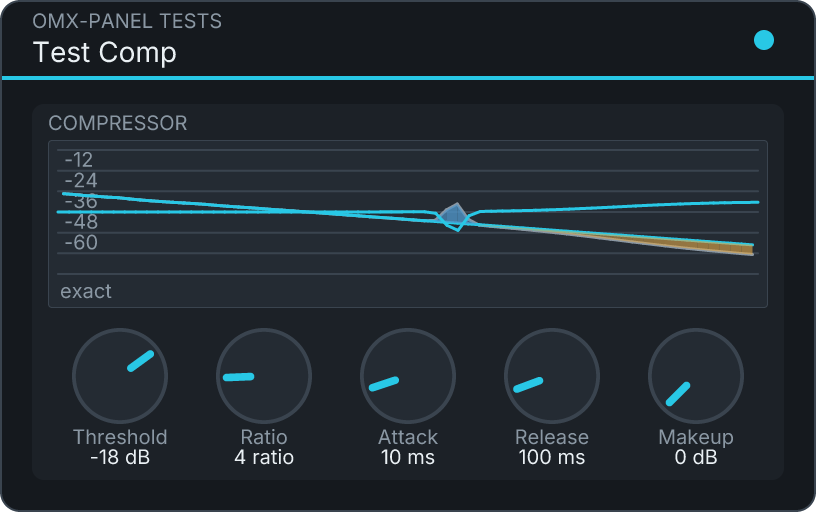 OMX-PANEL TESTS
Test Comp
COMPRESSOR
-12
-24
-36
-48
-60
exact
Threshold Ratio Attack Release Makeup
-18 dB 4 ratio 10 ms 100 ms 0 dB